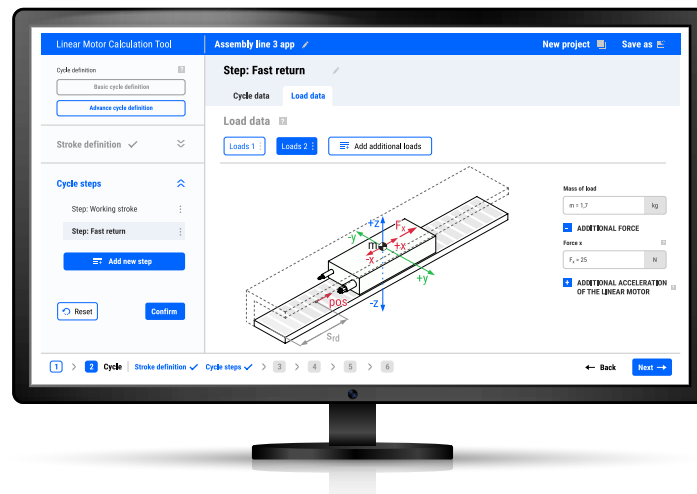 Linear Motor Calculation Tool
Assembly line 3 app
New project
Save as
Cycle definition
?
Basic cycle definition
Advance cycle definition
Stroke definition
Cycle steps
Step: Working stroke
Step: Fast return
Add new step
Reset
Confirm
Step: Fast return
Cycle data
Load data
Load data ?
Loads 1
Loads 2
Add additional loads
+z
Fx
-y
m
+x
-x
+y
pos
-z
Srd
Mass of load
m = 1,7
kg
- ADDITIONAL FORCE
Force x
Fx = 25
N
+ ADDITIONAL ACCELERATION
OF THE LINEAR MOTOR
1 > 2 Cycle | Stroke definition Cycle steps > 3 > 4 > 5 > 6
← Back
Next →